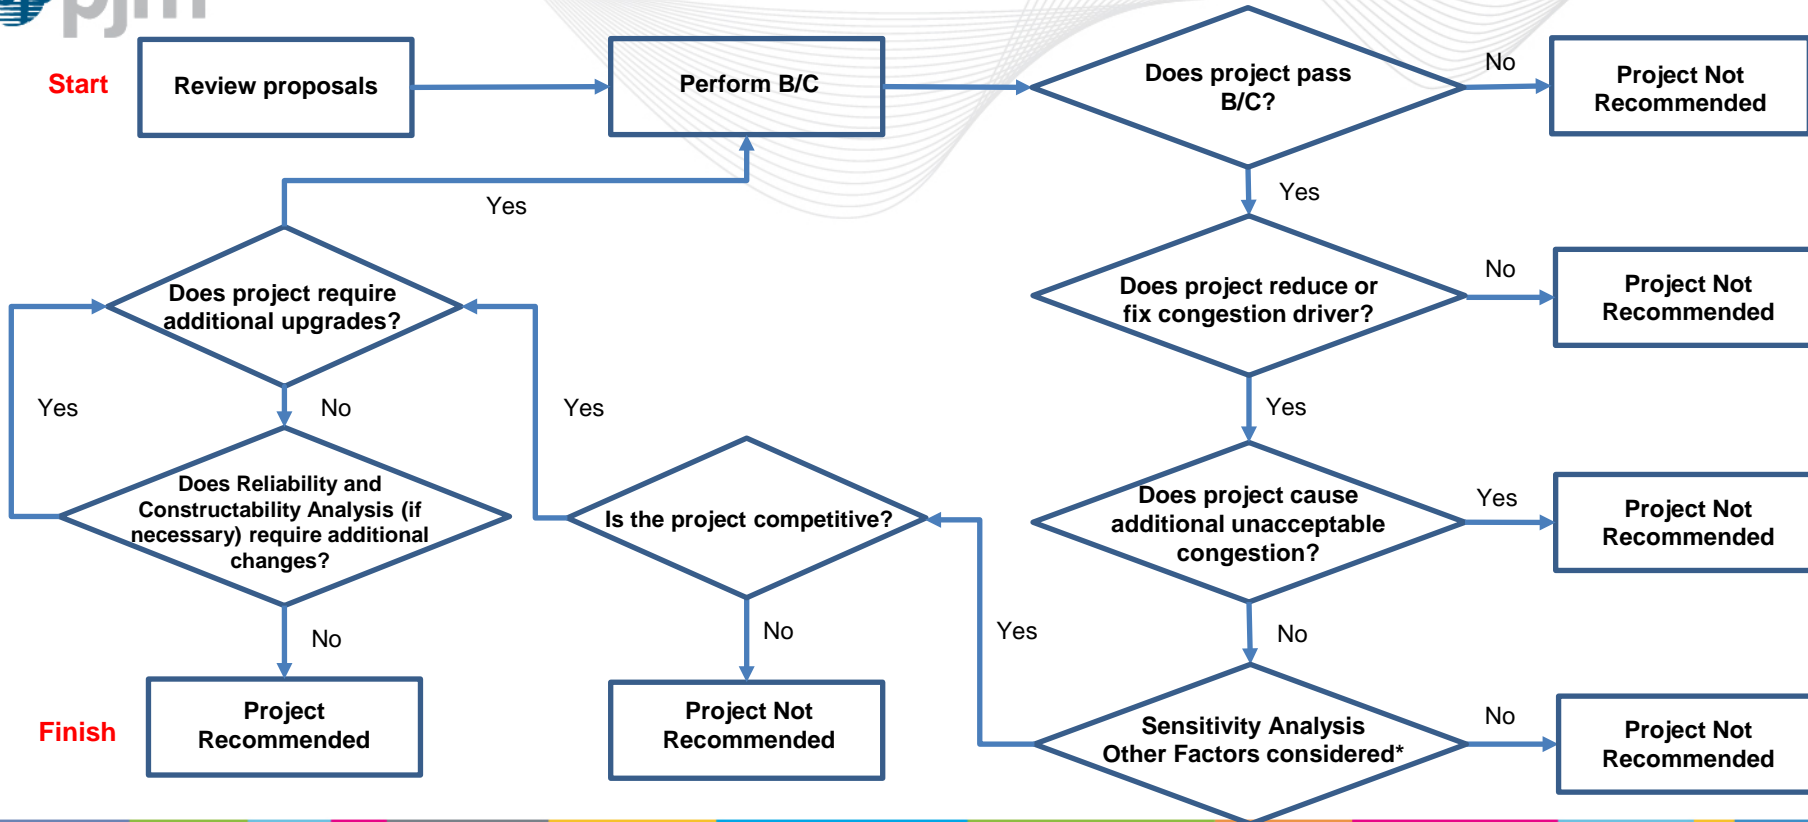 pjm
Start
Review proposals
Perform B/C
Does project pass
B/C?
No
Project Not
Recommended
Yes
Yes
Does project require
additional upgrades?
Does project reduce or
fix congestion driver?
No
Project Not
Recommended
Yes
No
Yes
Yes
Does Reliability and
Constructability Analysis (if
necessary) require additional
changes?
Is the project competitive?
Does project cause
additional unacceptable
congestion?
Yes
Project Not
Recommended
No
No
Yes
No
Finish
Project
Recommended
Project Not
Recommended
Sensitivity Analysis
Other Factors considered*
No
Project Not
Recommended